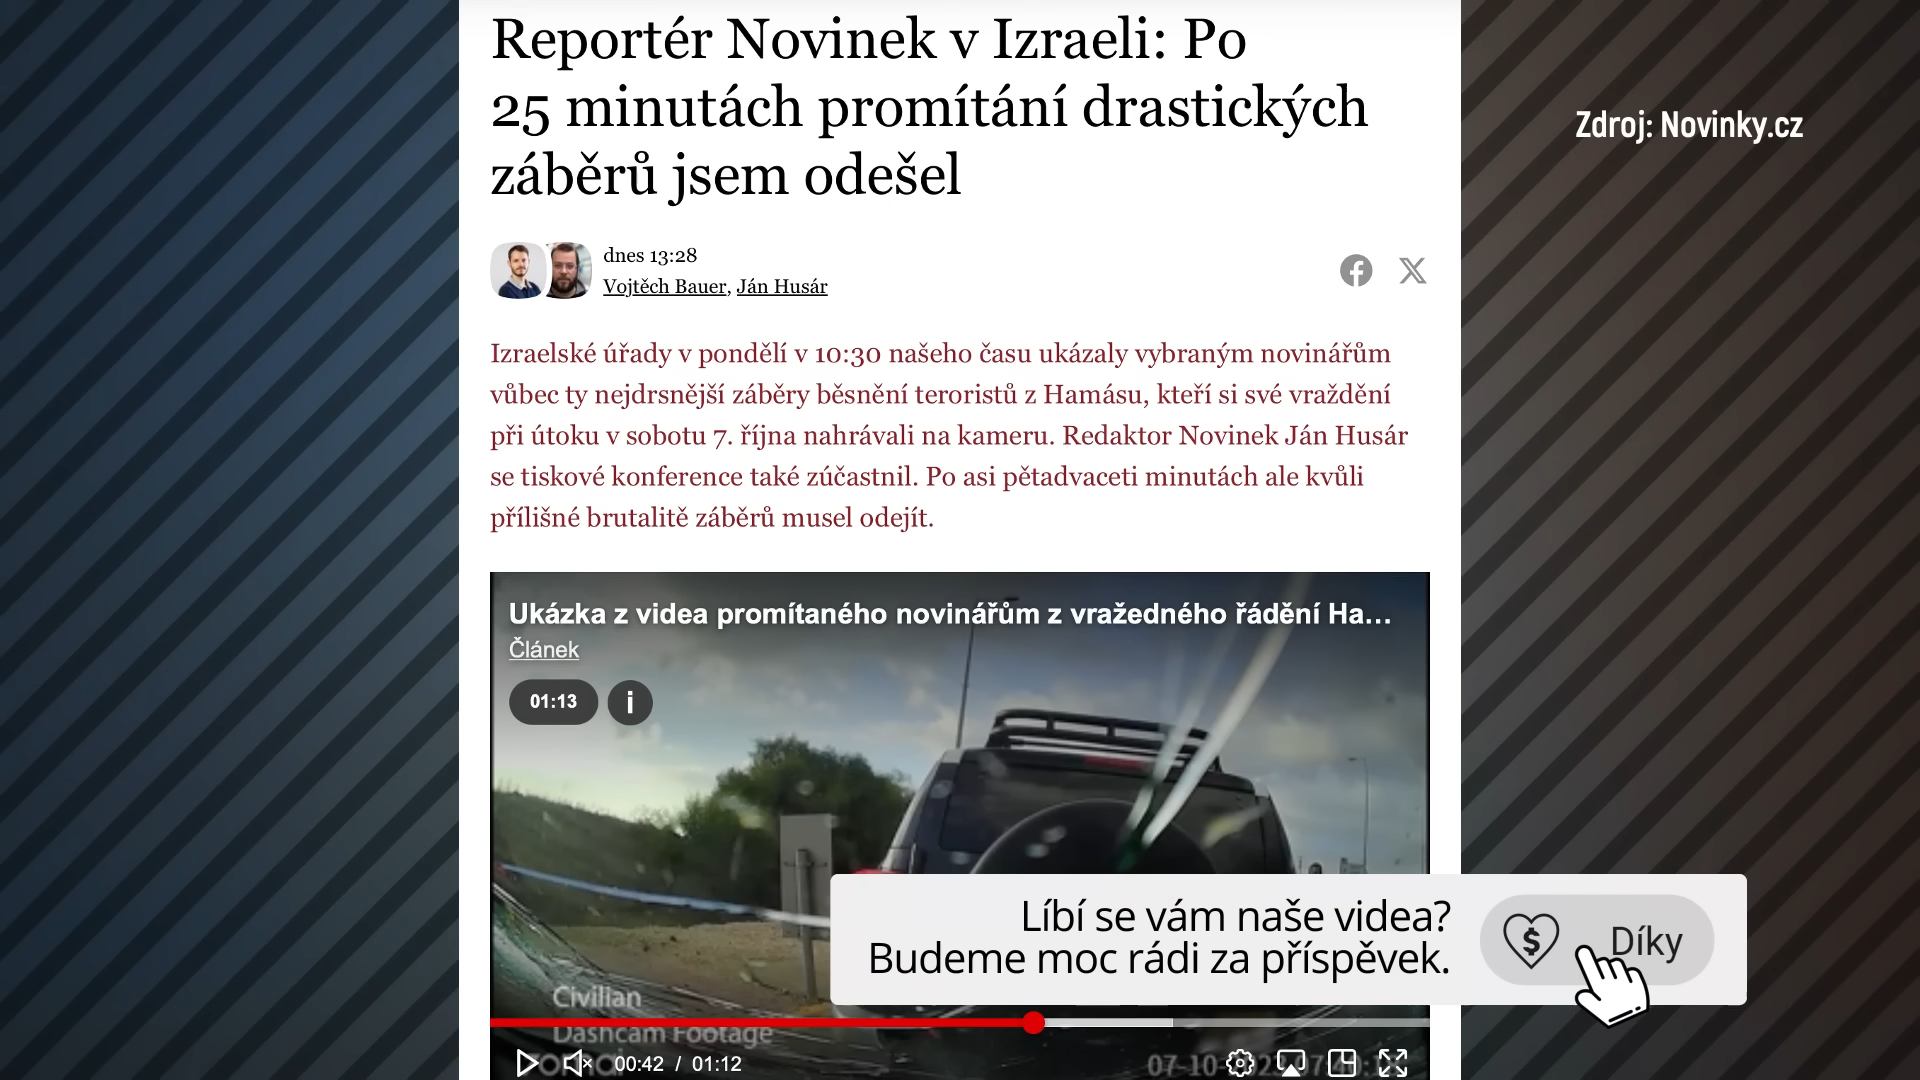 Reportér Novinek v Izraeli: Po
25 minutách promítání drastických
záběrů jsem odešel
Zdroj: Novinky.cz
dnes 13:28
Vojtěch Bauer, Ján Husár
Izraelské úřady v pondělí v 10:30 našeho času ukázaly vybraným novinářům
vůbec ty nejdrsnější záběry běsnění teroristů z Hamásu, kteří si své vraždění
při útoku v sobotu 7. října nahrávali na kameru. Redaktor Novinek Ján Husár
se tiskové konference také zúčastnil. Po asi pětadvaceti minutách ale kvůli
přílišné brutalitě záběrů musel odejít.
Ukázka z videa promítaného novinářům z vražedného řádění Ha...
Článek
01:13
Líbí se vám naše videa?
Budeme moc rádi za příspěvek.
Díky
Civilian
Dashcam Footage
00:42 / 01:12